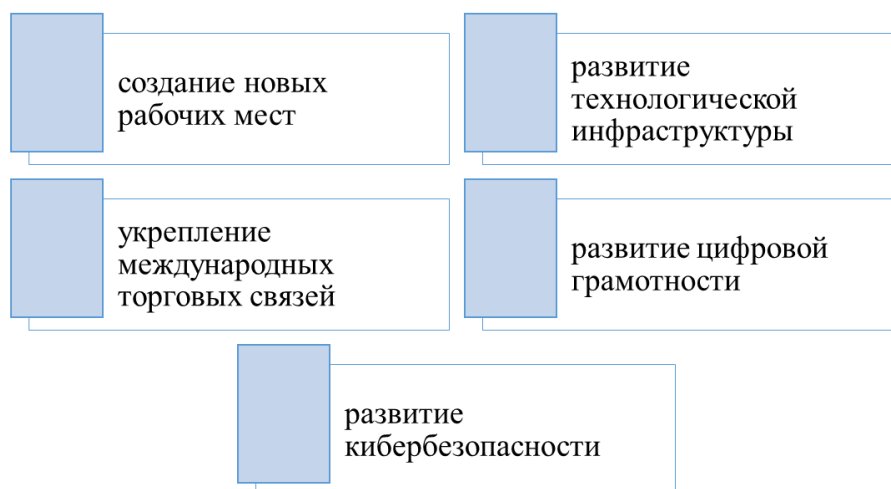 создание новых
рабочих мест
развитие
технологической
инфраструктуры
укрепление
международных
торговых связей
развитие цифровой
грамотности
развитие
кибербезопасности